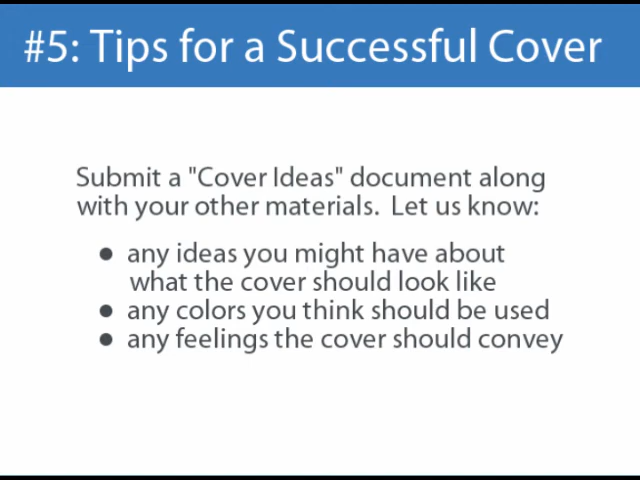 #5: Tips for a Successful Cover
Submit a "Cover Ideas" document along
with your other materials.  Let us know:
● any ideas you might have about
what the cover should look like
● any colors you think should be used
● any feelings the cover should convey